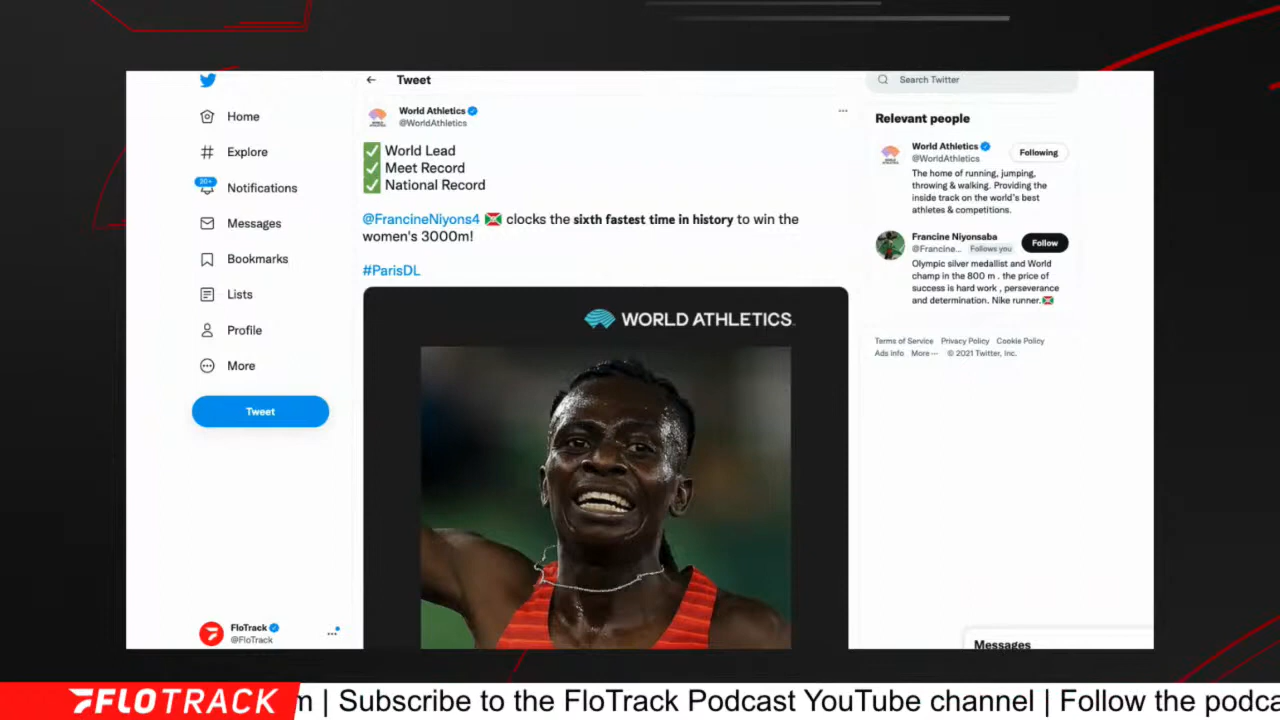 Home
Explore
20+
Notifications
Messages
Bookmarks
Lists
Profile
More
Tweet
FloTrack
@FloTrack
Tweet
World Athletics
@WorldAthletics
World Lead
Meet Record
National Record
@FrancineNiyons4 🇧🇮 clocks the sixth fastest time in history to win the
women's 3000m!
#ParisDL
WORLD ATHLETICS
Search Twitter
Relevant people
World Athletics
@WorldAthletics
Following
The home of running, jumping,
throwing & walking. Providing the
inside track on the world's best
athletes & competitions.
Francine Niyonsaba
@Francine... Follows you
Follow
Olympic silver medallist and World
champ in the 800 m . the price of
success is hard work , perseverance
and determination. Nike runner.🇧🇮
Terms of Service Privacy Policy Cookie Policy
Ads info More ··· © 2021 Twitter, Inc.
Messages
FLOTRACK
m | Subscribe to the FloTrack Podcast YouTube channel | Follow the podca